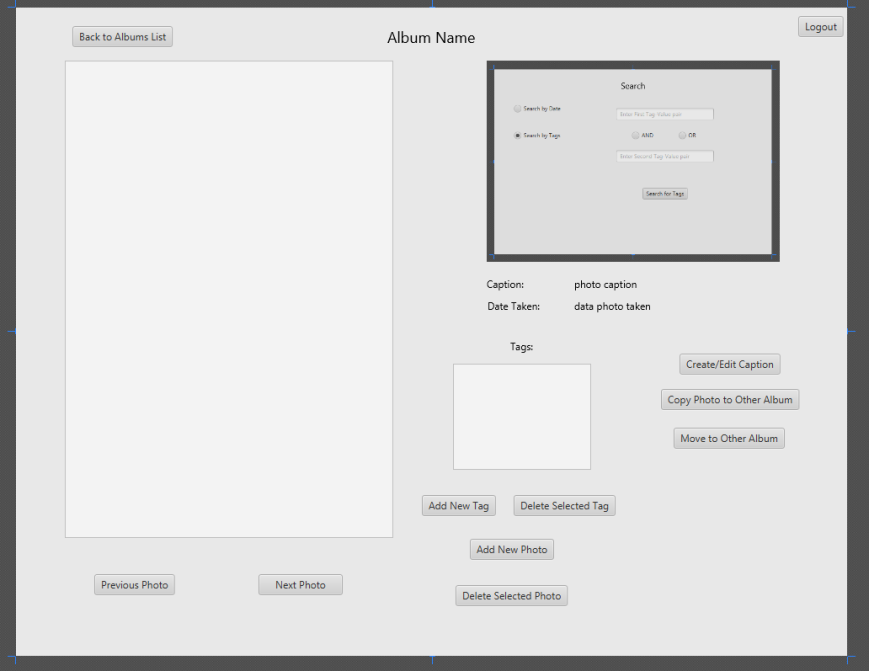 Logout
Back to Albums List
Album Name
Search
Search by Date
Enter First Tag-Value pair
Search by Tags
AND
OR
Enter Second Tag-Value pair
Search for Tags
Caption:
photo caption
Date Taken:
data photo taken
Tags:
Create/Edit Caption
Copy Photo to Other Album
Move to Other Album
Add New Tag
Delete Selected Tag
Add New Photo
Previous Photo
Next Photo
Delete Selected Photo